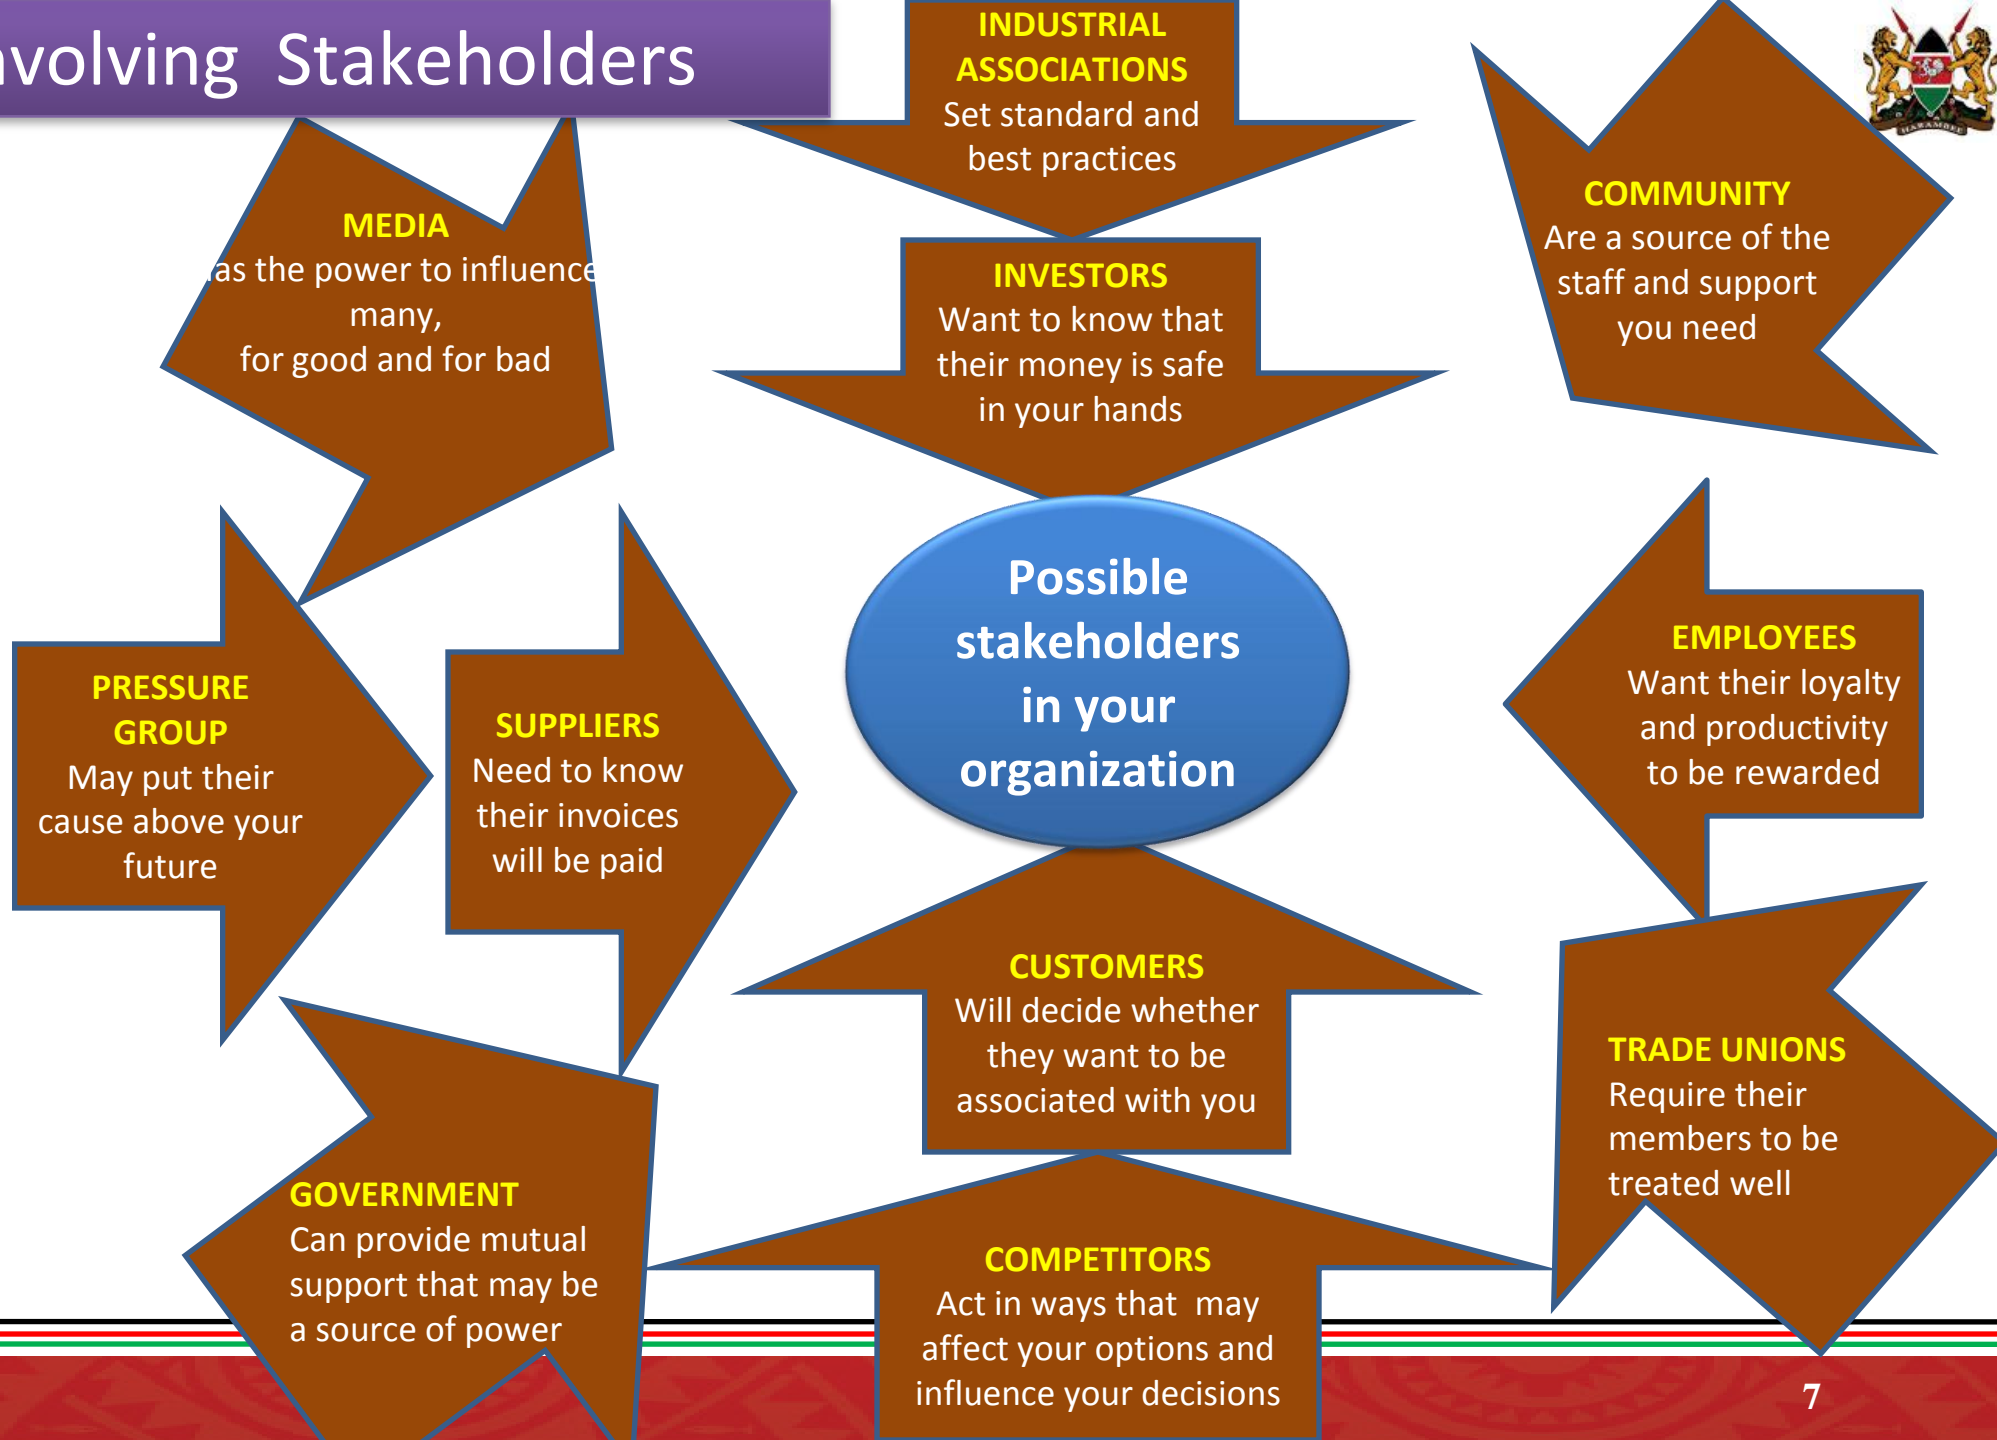 nvolving Stakeholders
INDUSTRIAL
ASSOCIATIONS
Set standard and
best practices
MEDIA
as the power to influence
many,
for good and for bad
INVESTORS
Want to know that
their money is safe
in your hands
COMMUNITY
Are a source of the
staff and support
you need
HARAMBEE
PRESSURE
GROUP
May put their
cause above your
future
SUPPLIERS
Need to know
their invoices
will be paid
Possible
stakeholders
in your
organization
EMPLOYEES
Want their loyalty
and productivity
to be rewarded
CUSTOMERS
Will decide whether
they want to be
associated with you
TRADE UNIONS
Require their
members to be
treated well
GOVERNMENT
Can provide mutual
support that may be
a source of power
COMPETITORS
Act in ways that may
affect your options and
influence your decisions
7